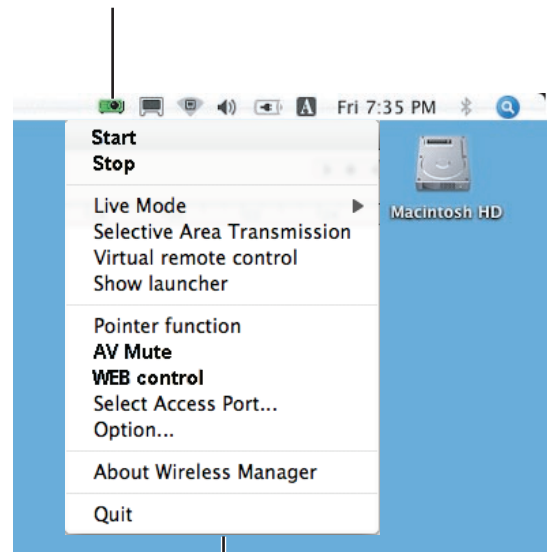 A Fri 7:35 PM
Start
Stop
Macintosh HD
Live Mode
Selective Area Transmission
Virtual remote control
Show launcher
Pointer function
AV Mute
WEB control
Select Access Port...
Option...
About Wireless Manager
Quit